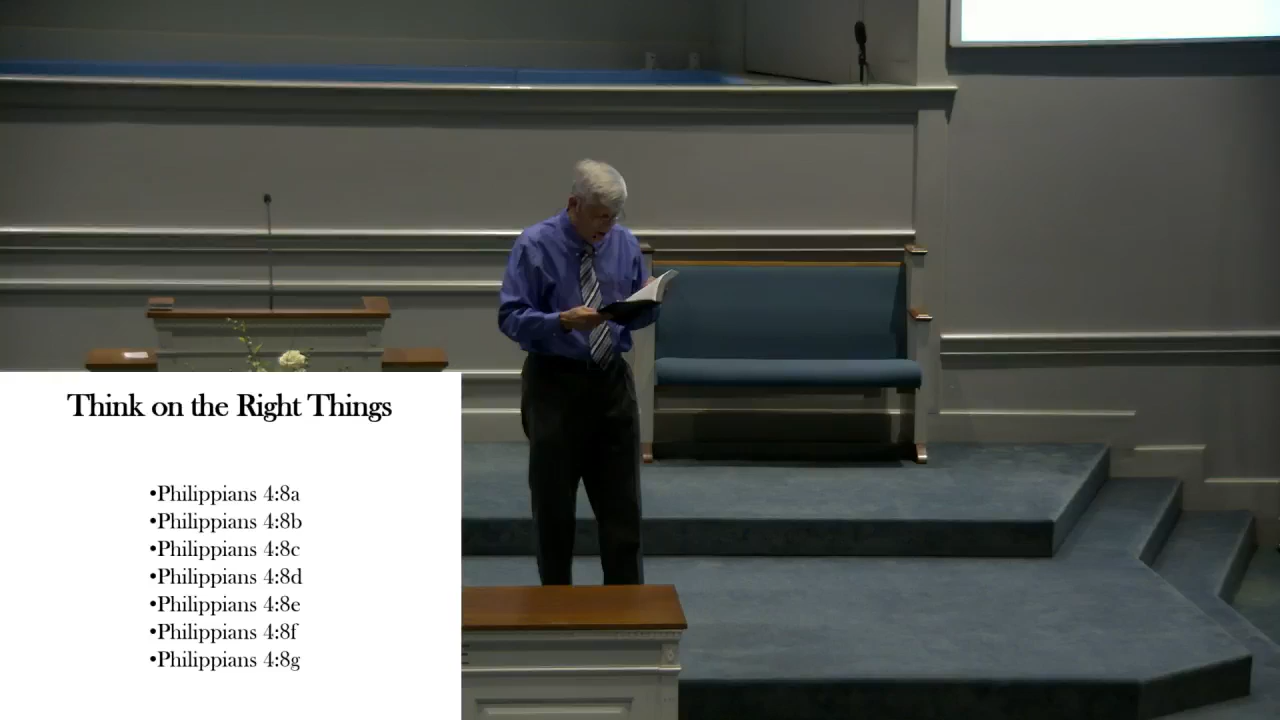 Think on the Right Things
•Philippians 4:8a
•Philippians 4:8b
•Philippians 4:8c
•Philippians 4:8d
•Philippians 4:8e
•Philippians 4:8f
•Philippians 4:8g